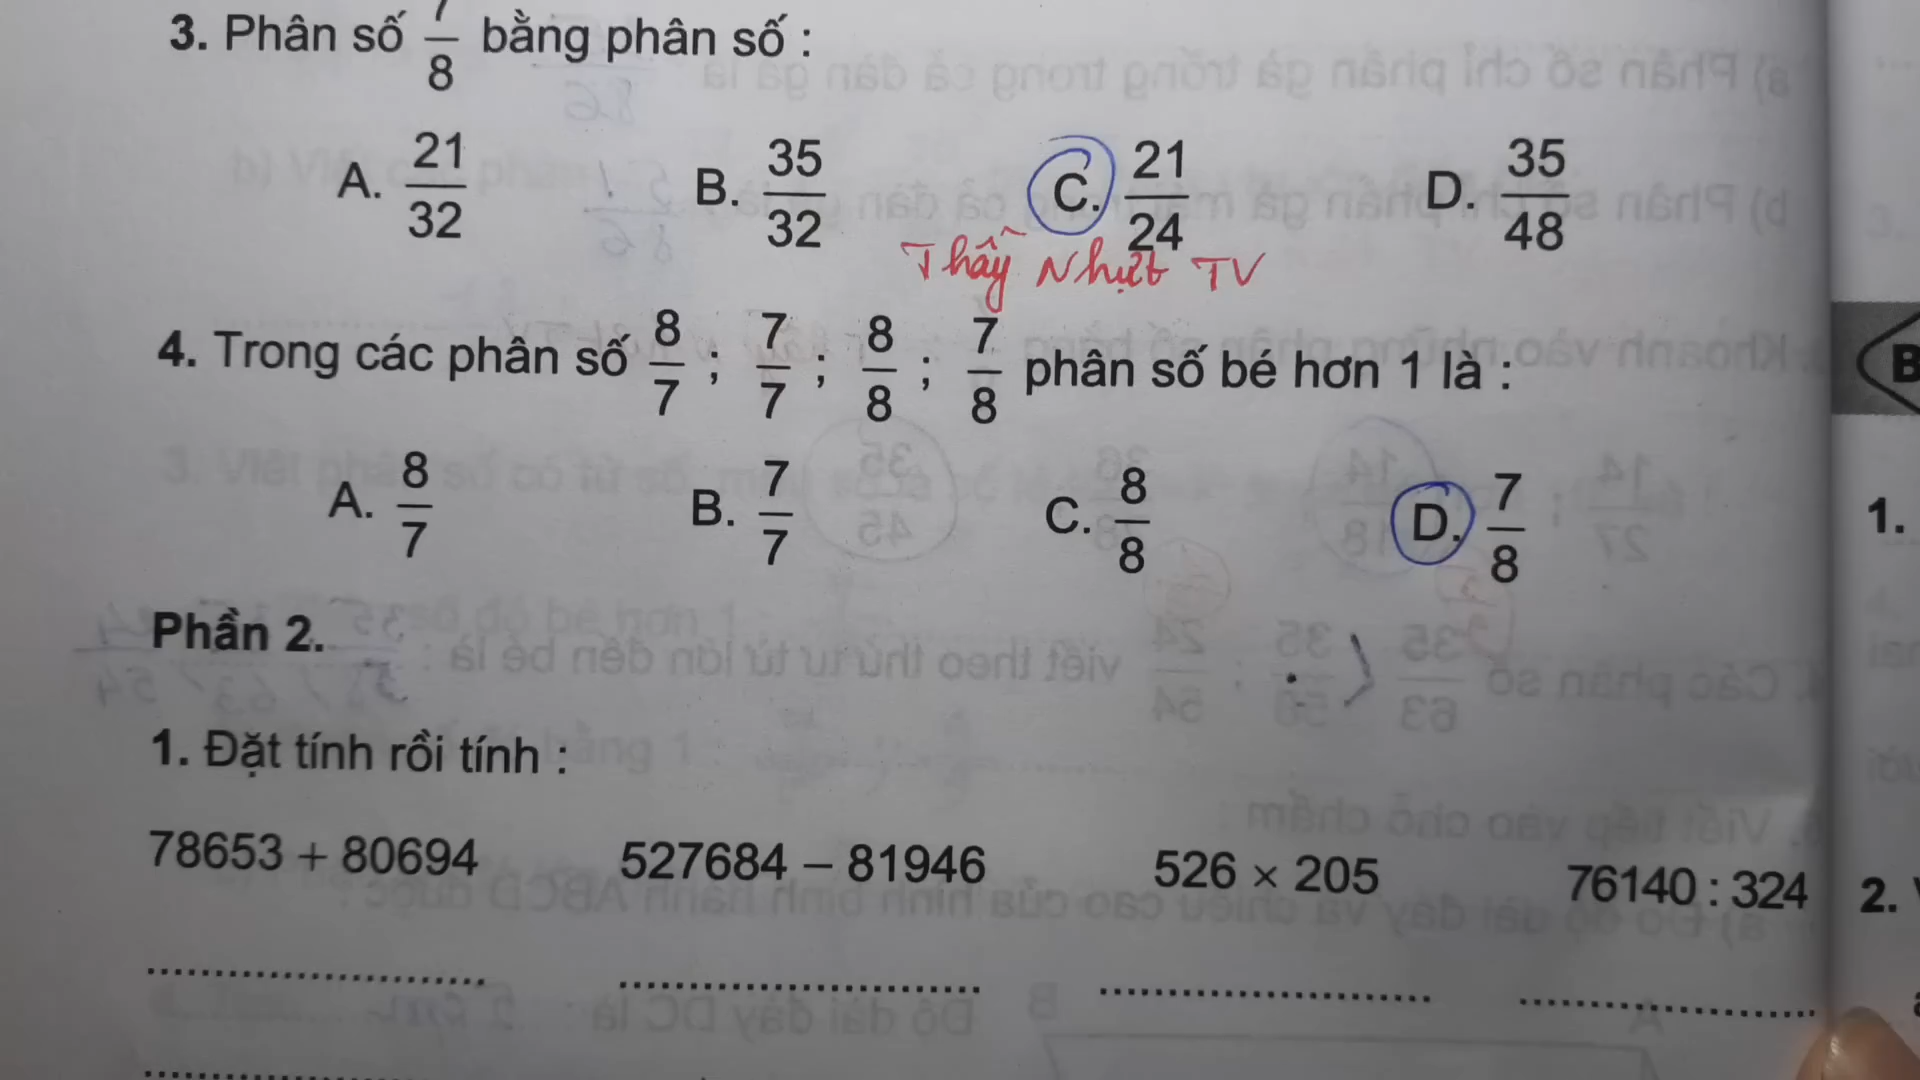 3. Phân số 7/8 bằng phân số :
A. 21/32 B. 35/32 C. 21/24 D. 35/48
Thầy Nhựt TV
4. Trong các phân số 8/7 ; 7/7 ; 8/8 ; 7/8 phân số bé hơn 1 là :
A. 8/7 B. 7/7 C. 8/8 D. 7/8
Phần 2.
1. Đặt tính rồi tính :
78653 + 80694 527684 – 81946 526 × 205 76140 : 324
B
1.
2.